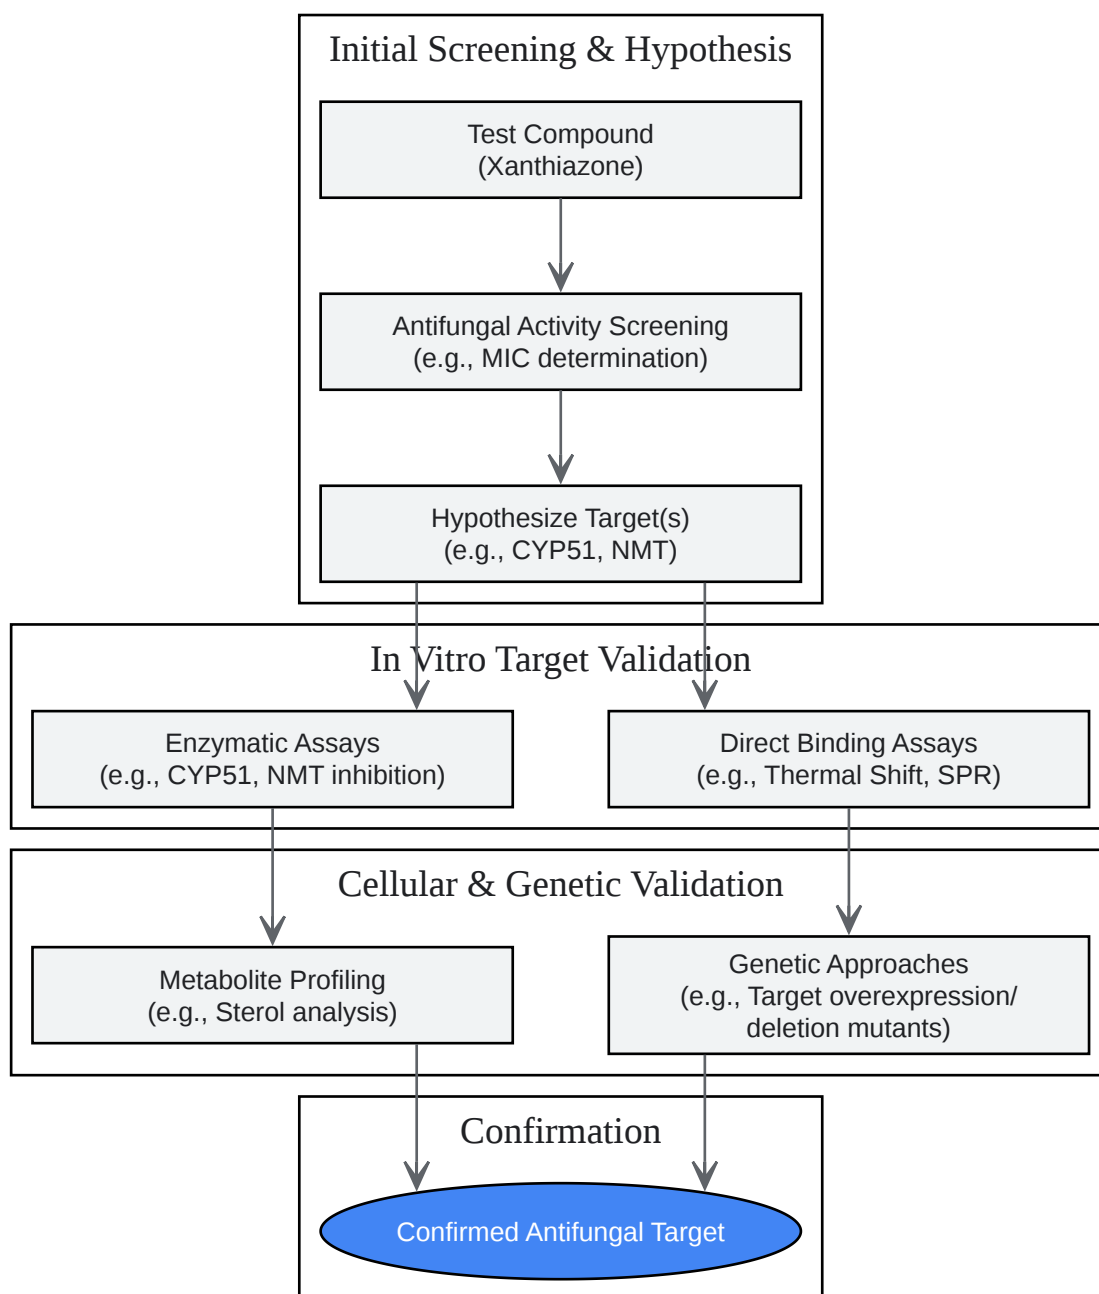 Initial Screening & Hypothesis
Test Compound
(Xanthiazone)
Antifungal Activity Screening
(e.g., MIC determination)
Hypothesize Target(s)
(e.g., CYP51, NMT)
In Vitro Target Validation
Enzymatic Assays
(e.g., CYP51, NMT inhibition)
Direct Binding Assays
(e.g., Thermal Shift, SPR)
Cellular & Genetic Validation
Metabolite Profiling
(e.g., Sterol analysis)
Genetic Approaches
(e.g., Target overexpression/
deletion mutants)
Confirmation
Confirmed Antifungal Target